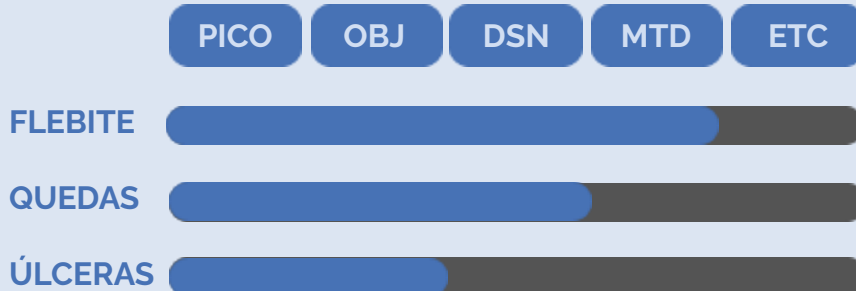 PICO OBJ DSN MTD ETC
FLEBITE
QUEDAS
ÚLCERAS